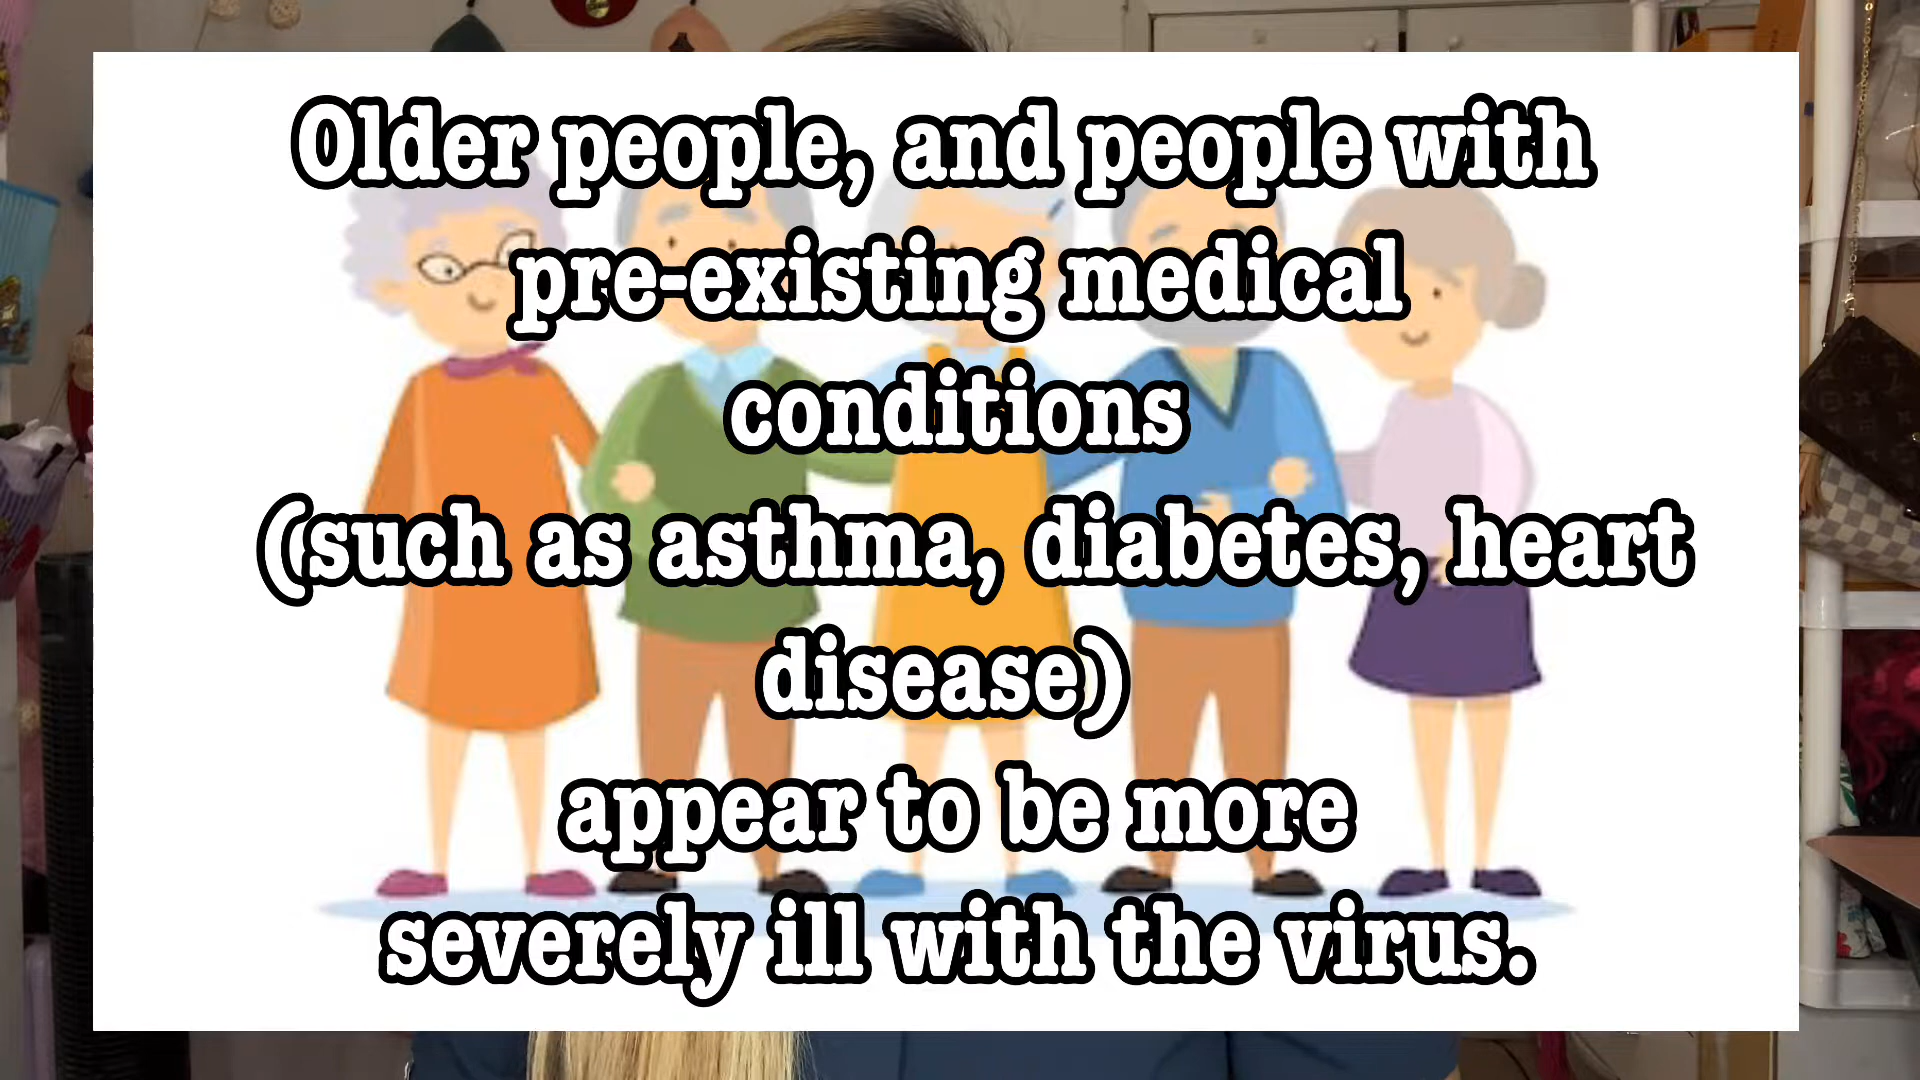 Older people, and people with
pre-existing medical
conditions
(such as asthma, diabetes, heart
disease)
appear to be more
severely ill with the virus.